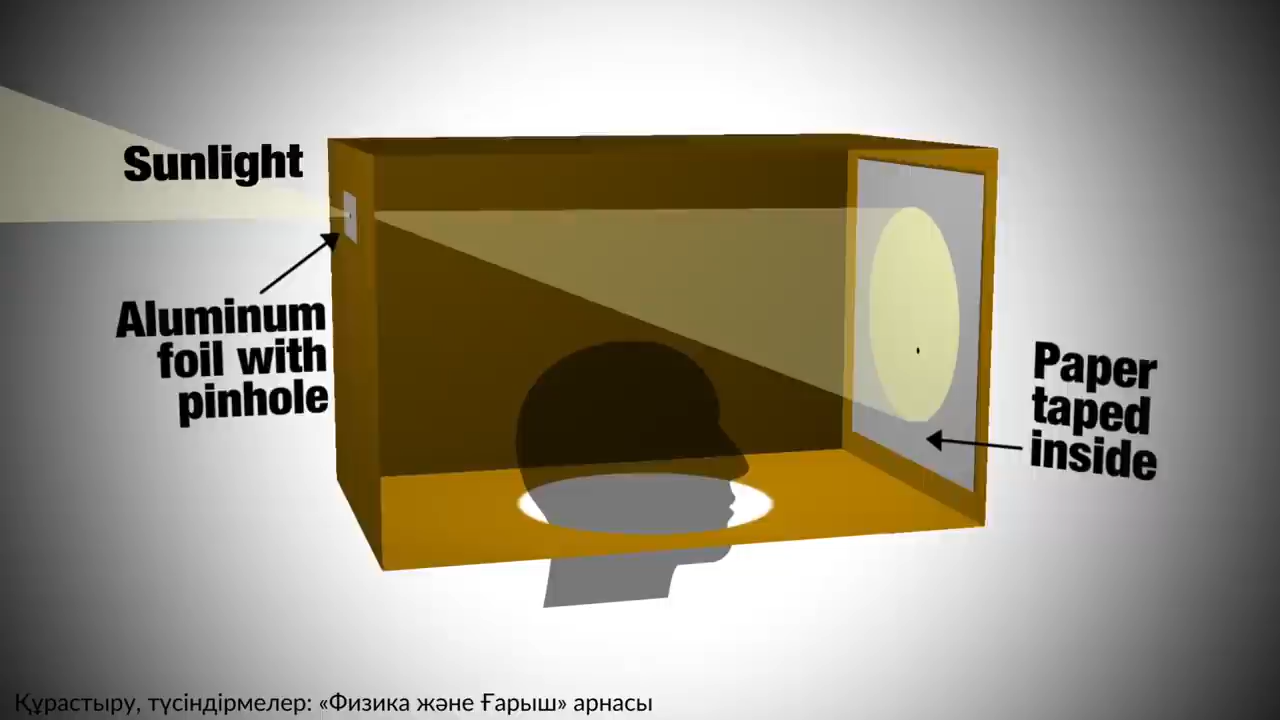 Sunlight
Aluminum
foil with
pinhole
Paper
taped
inside
Құрастыру, түсіндірмелер: «Физика және Ғарыш» арнасы